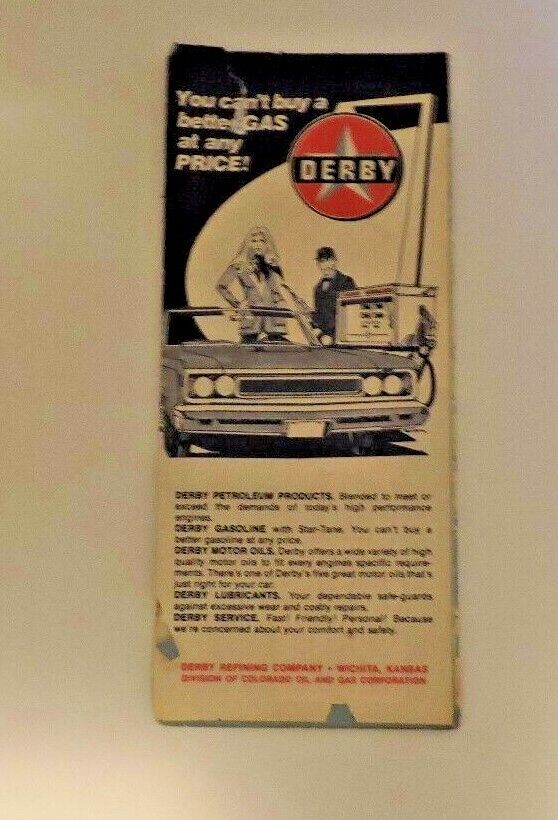 You can't buy a
better GAS
at any
PRICE!
DERBY
DERBY PETROLEUM PRODUCTS. Blended to meet or
exceed the demands of today's high performance
engines.
DERBY GASOLINE with Star-Tane. You can't buy a
better gasoline at any price.
DERBY MOTOR OILS. Derby offers a wide variety of high
quality motor oils to fit every engines specific require-
ments. There's one of Derby's five great motor oils that's
just right for your car.
DERBY LUBRICANTS. Your dependable safe-guards
against excessive wear and costly repairs.
DERBY SERVICE. Fast! Friendly! Personal! Because
we're concerned about your comfort and safety.
DERBY REFINING COMPANY • WICHITA, KANSAS
DIVISION OF COLORADO OIL AND GAS CORPORATION